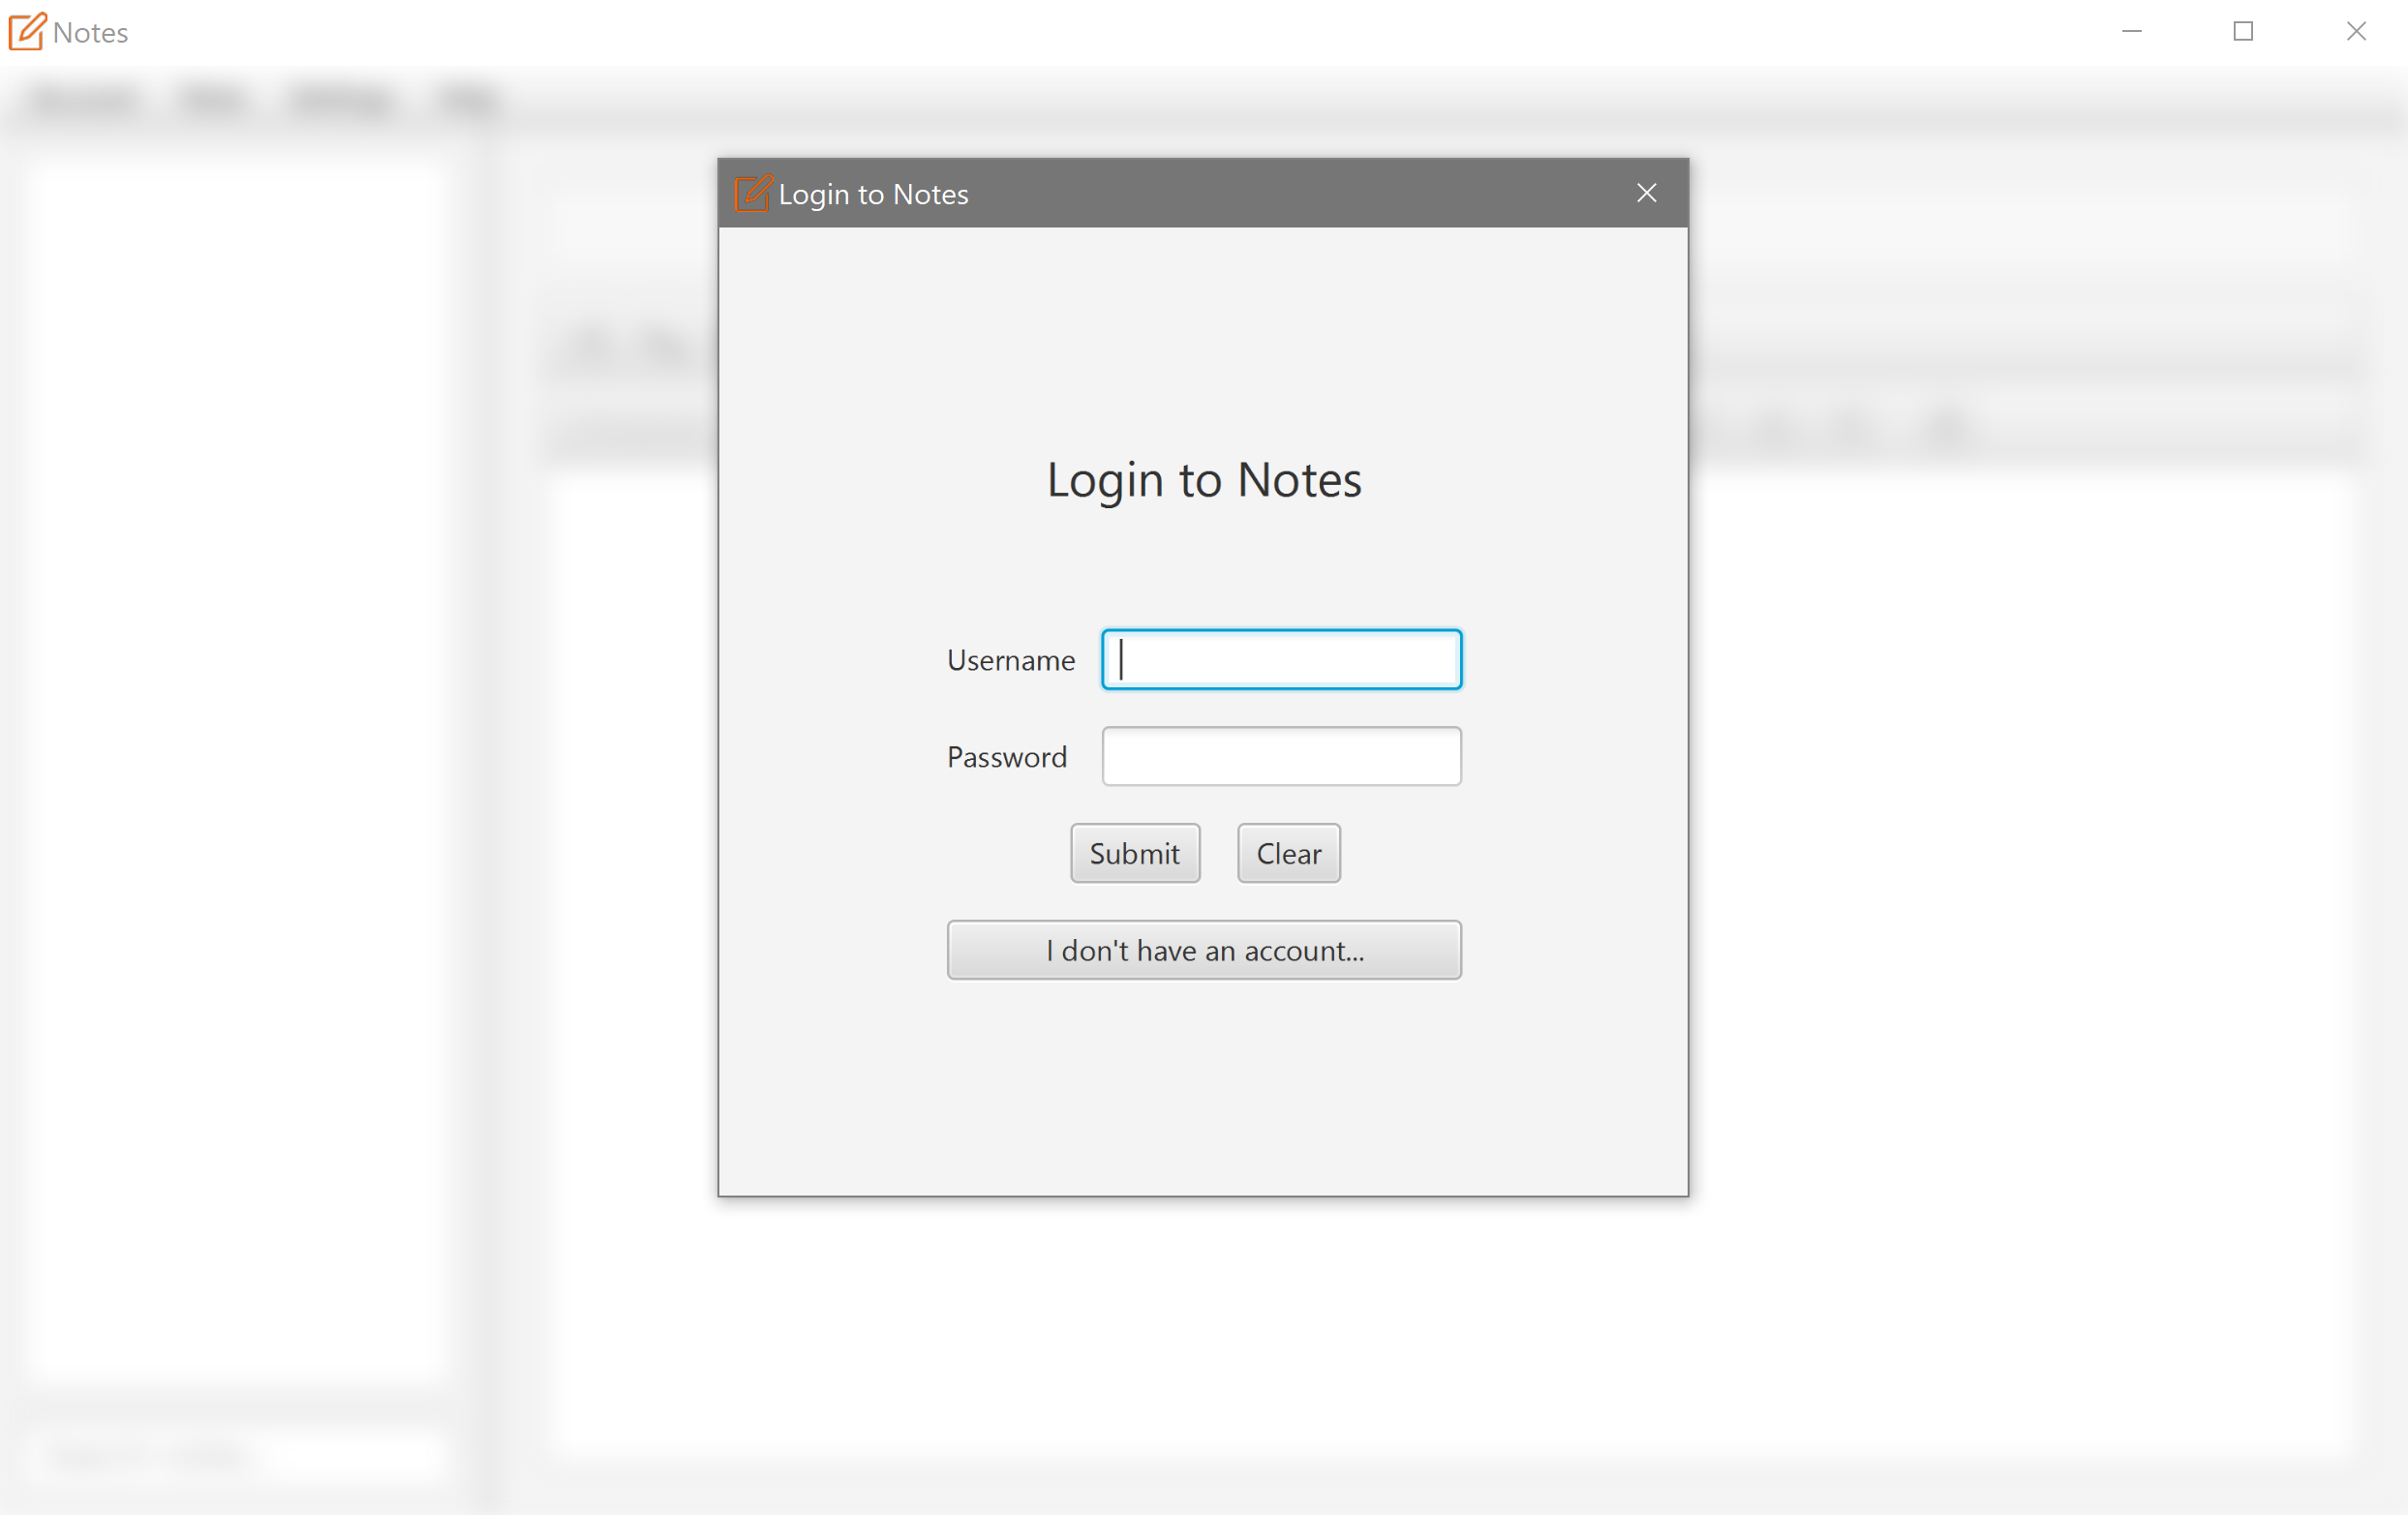 Notes
Login to Notes
Login to Notes
Username
Password
Submit Clear
I don't have an account...